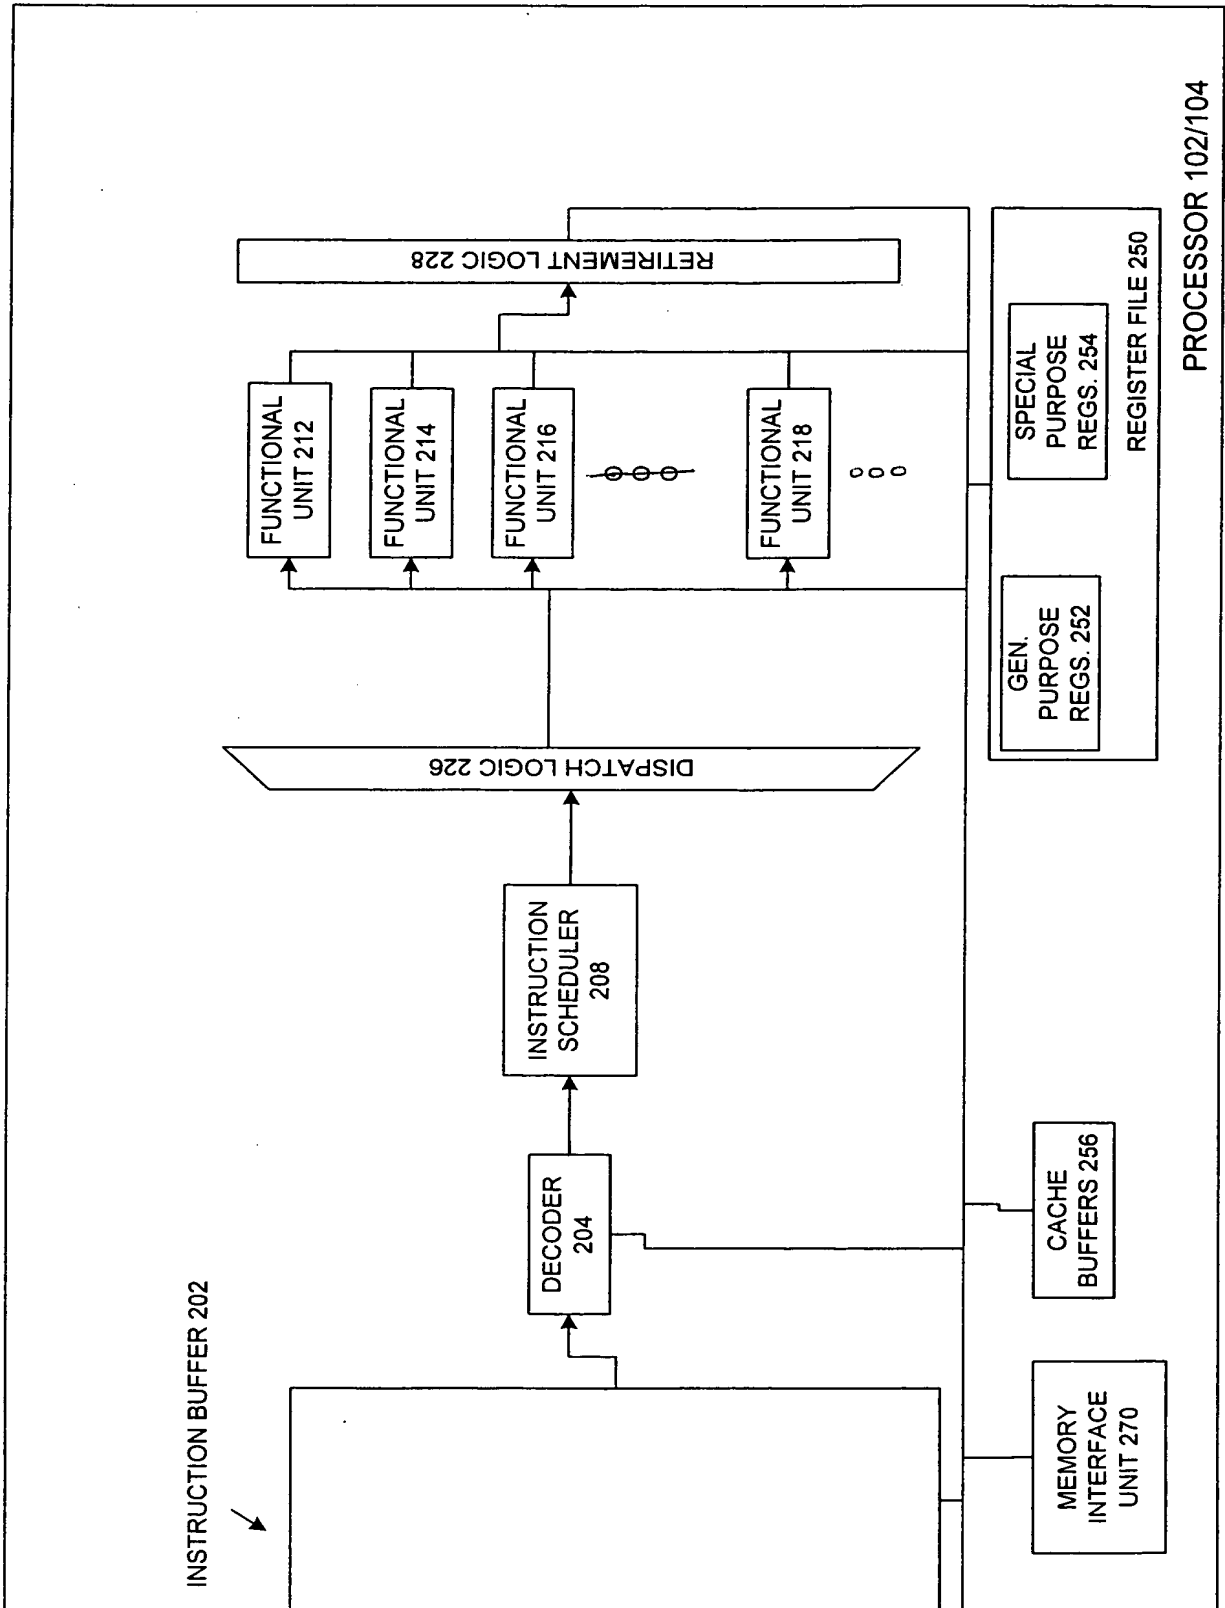 INSTRUCTION BUFFER 202
DECODER
204
INSTRUCTION
SCHEDULER
208
DISPATCH LOGIC 226
FUNCTIONAL
UNIT 212
FUNCTIONAL
UNIT 214
FUNCTIONAL
UNIT 216
FUNCTIONAL
UNIT 218
RETIREMENT LOGIC 228
MEMORY
INTERFACE
UNIT 270
CACHE
BUFFERS 256
GEN.
PURPOSE
REGS. 252
SPECIAL
PURPOSE
REGS. 254
REGISTER FILE 250
PROCESSOR 102/104